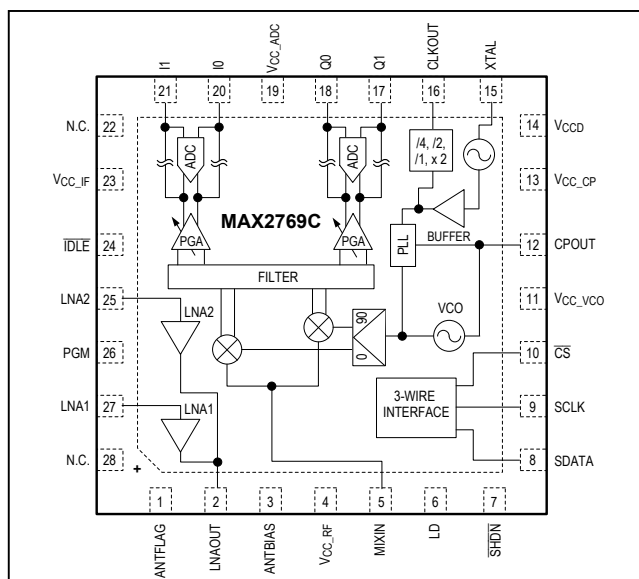 I1
I0
VCC_ADC
Q0
Q1
CLKOUT
XTAL
21
20
19
18
17
16
15
N.C.
22
VCC_IF
23
IDLE
24
LNA2
25
PGM
26
LNA1
27
N.C.
28
14
VCCD
13
VCC_CP
12
CPOUT
11
VCC_VCO
10
CS
9
SCLK
8
SDATA
ADC
ADC
/4, /2,
/1, x 2
MAX2769C
PGA
PGA
PLL
BUFFER
FILTER
LNA2
0
90
VCO
LNA1
3-WIRE
INTERFACE
+
1
2
3
4
5
6
7
ANTFLAG
LNAOUT
ANTBIAS
VCC_RF
MIXIN
LD
SHDN